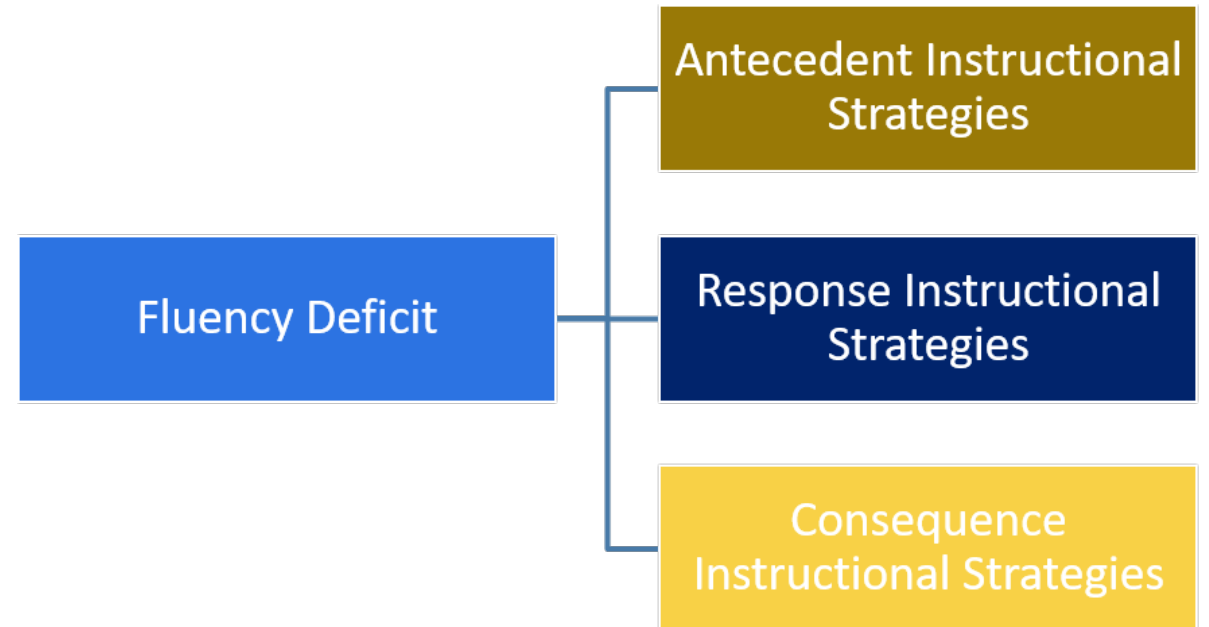 Antecedent Instructional
Strategies
Fluency Deficit
Response Instructional
Strategies
Consequence
Instructional Strategies